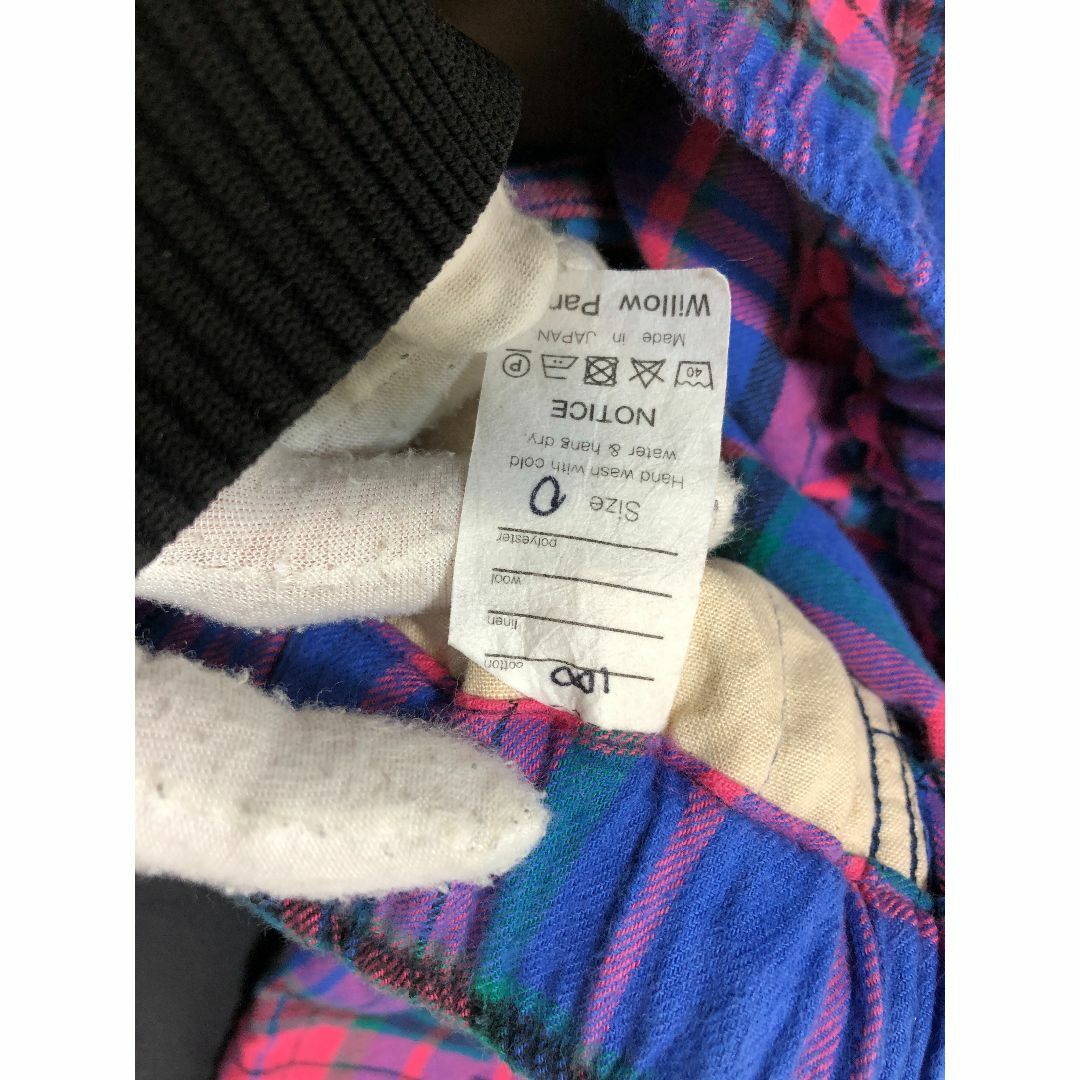 cotton 100
linen
wool
polyester
Size 0
Hand wash with cold
water & hang dry.
NOTICE
40 P
Made in JAPAN
Willow Pan